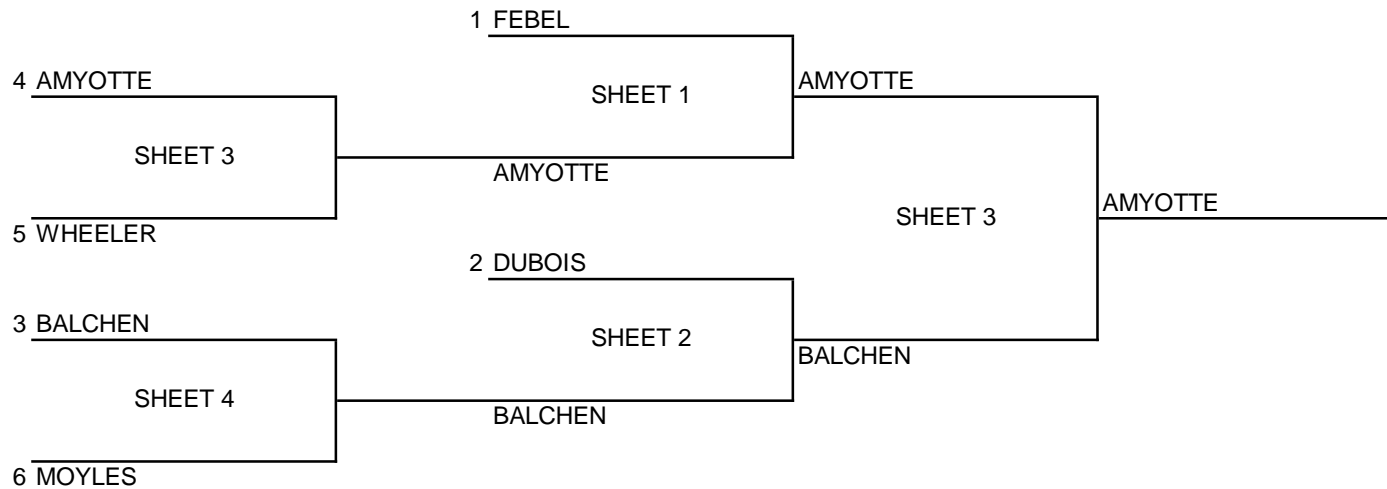 1 FEBEL
4 AMYOTTE
SHEET 1
AMYOTTE
SHEET 3
AMYOTTE
SHEET 3
AMYOTTE
5 WHEELER
2 DUBOIS
3 BALCHEN
SHEET 2
BALCHEN
SHEET 4
BALCHEN
6 MOYLES